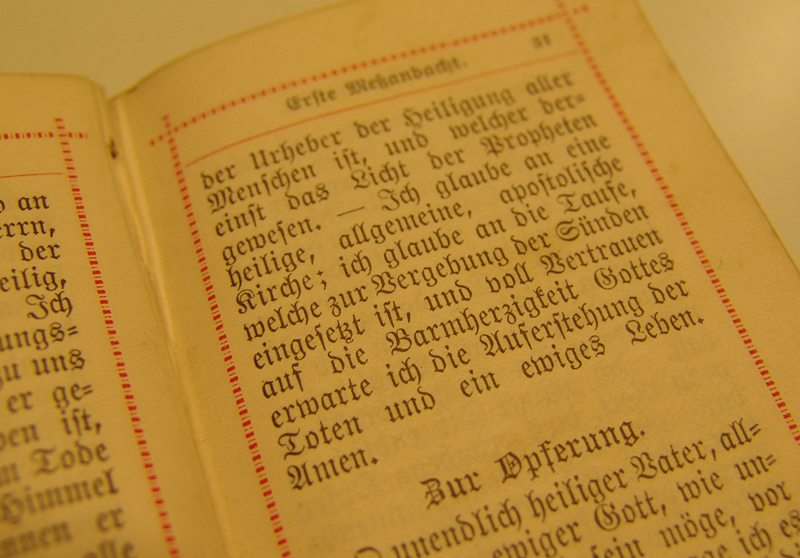 an
der
eilig,
Ich
ungs=
zu uns
er ge=
ist,
Tode
Himmel
er
Erste Meßandacht. 31
der Urheber der Heiligung aller
Menschen ist, und welcher der=
einst das Licht der Propheten
gewesen. — Ich glaube an eine
heilige, allgemeine, apostolische
Kirche; ich glaube an die Taufe,
welche zur Vergebung der Sünden
eingesetzt ist, und voll Vertrauen
auf die Barmherzigkeit Gottes
erwarte ich die Auferstehung der
Toten und ein ewiges Leben.
Amen.
Zur Opferung.
O unendlich heiliger Vater, all=
ewiger Gott, wie un=
möge, vor
ich es